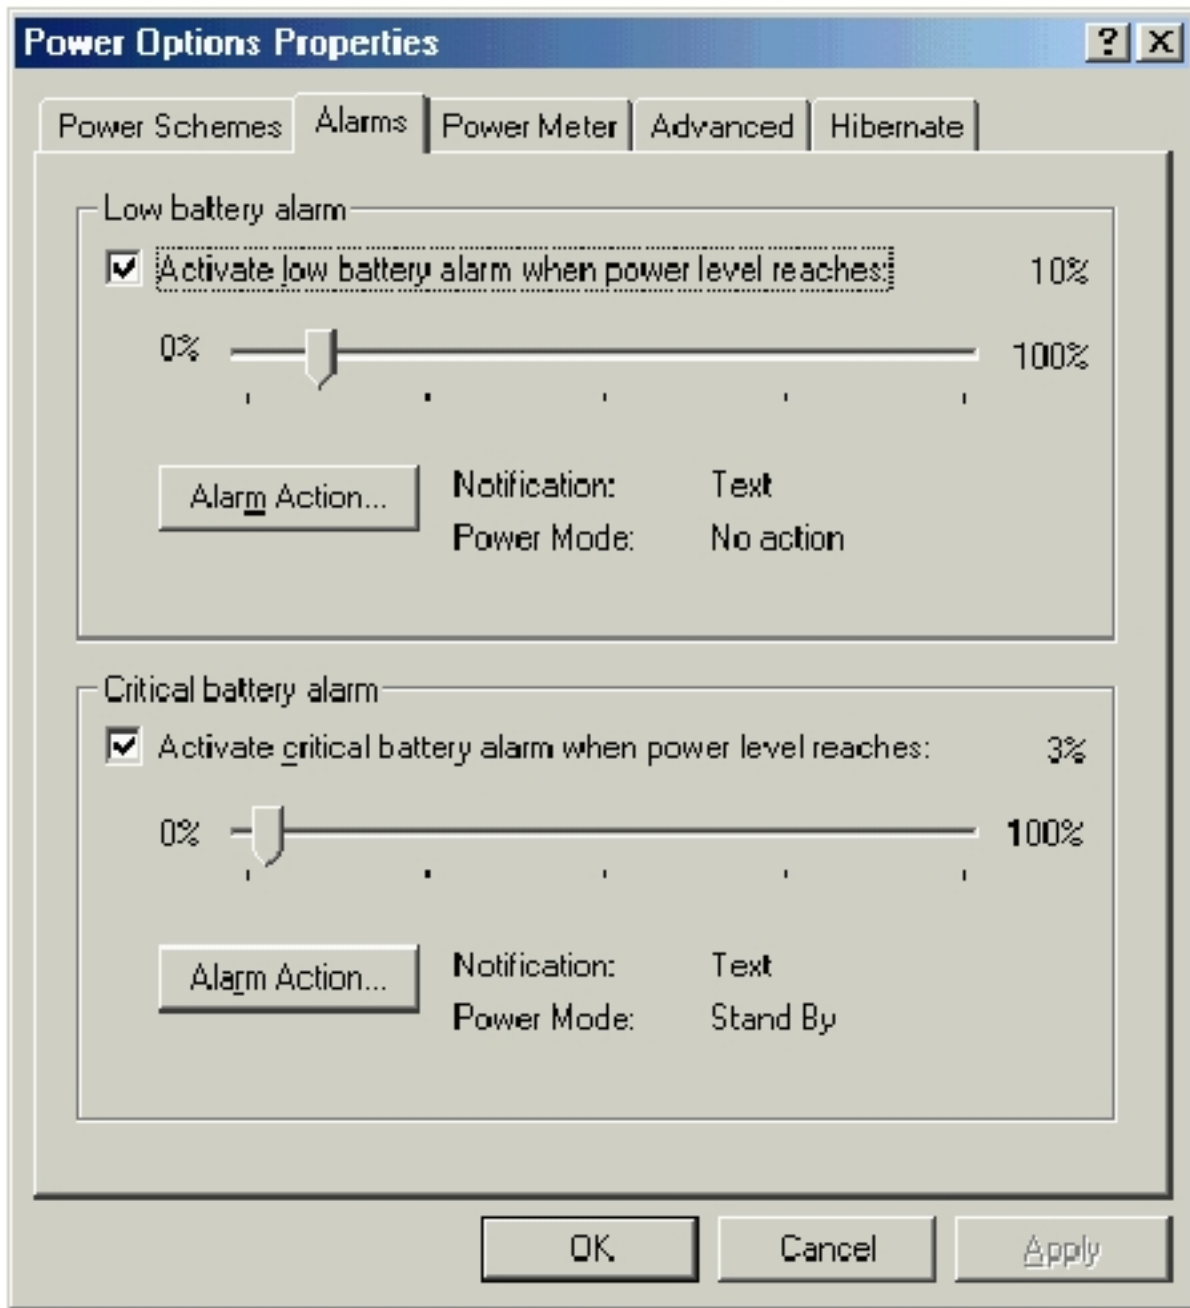 Power Options Properties
Power Schemes Alarms Power Meter Advanced Hibernate
Low battery alarm
Activate low battery alarm when power level reaches: 10%
0% 100%
Alarm Action... Notification: Text
Power Mode: No action
Critical battery alarm
Activate critical battery alarm when power level reaches: 3%
0% 100%
Alarm Action... Notification: Text
Power Mode: Stand By
OK Cancel Apply